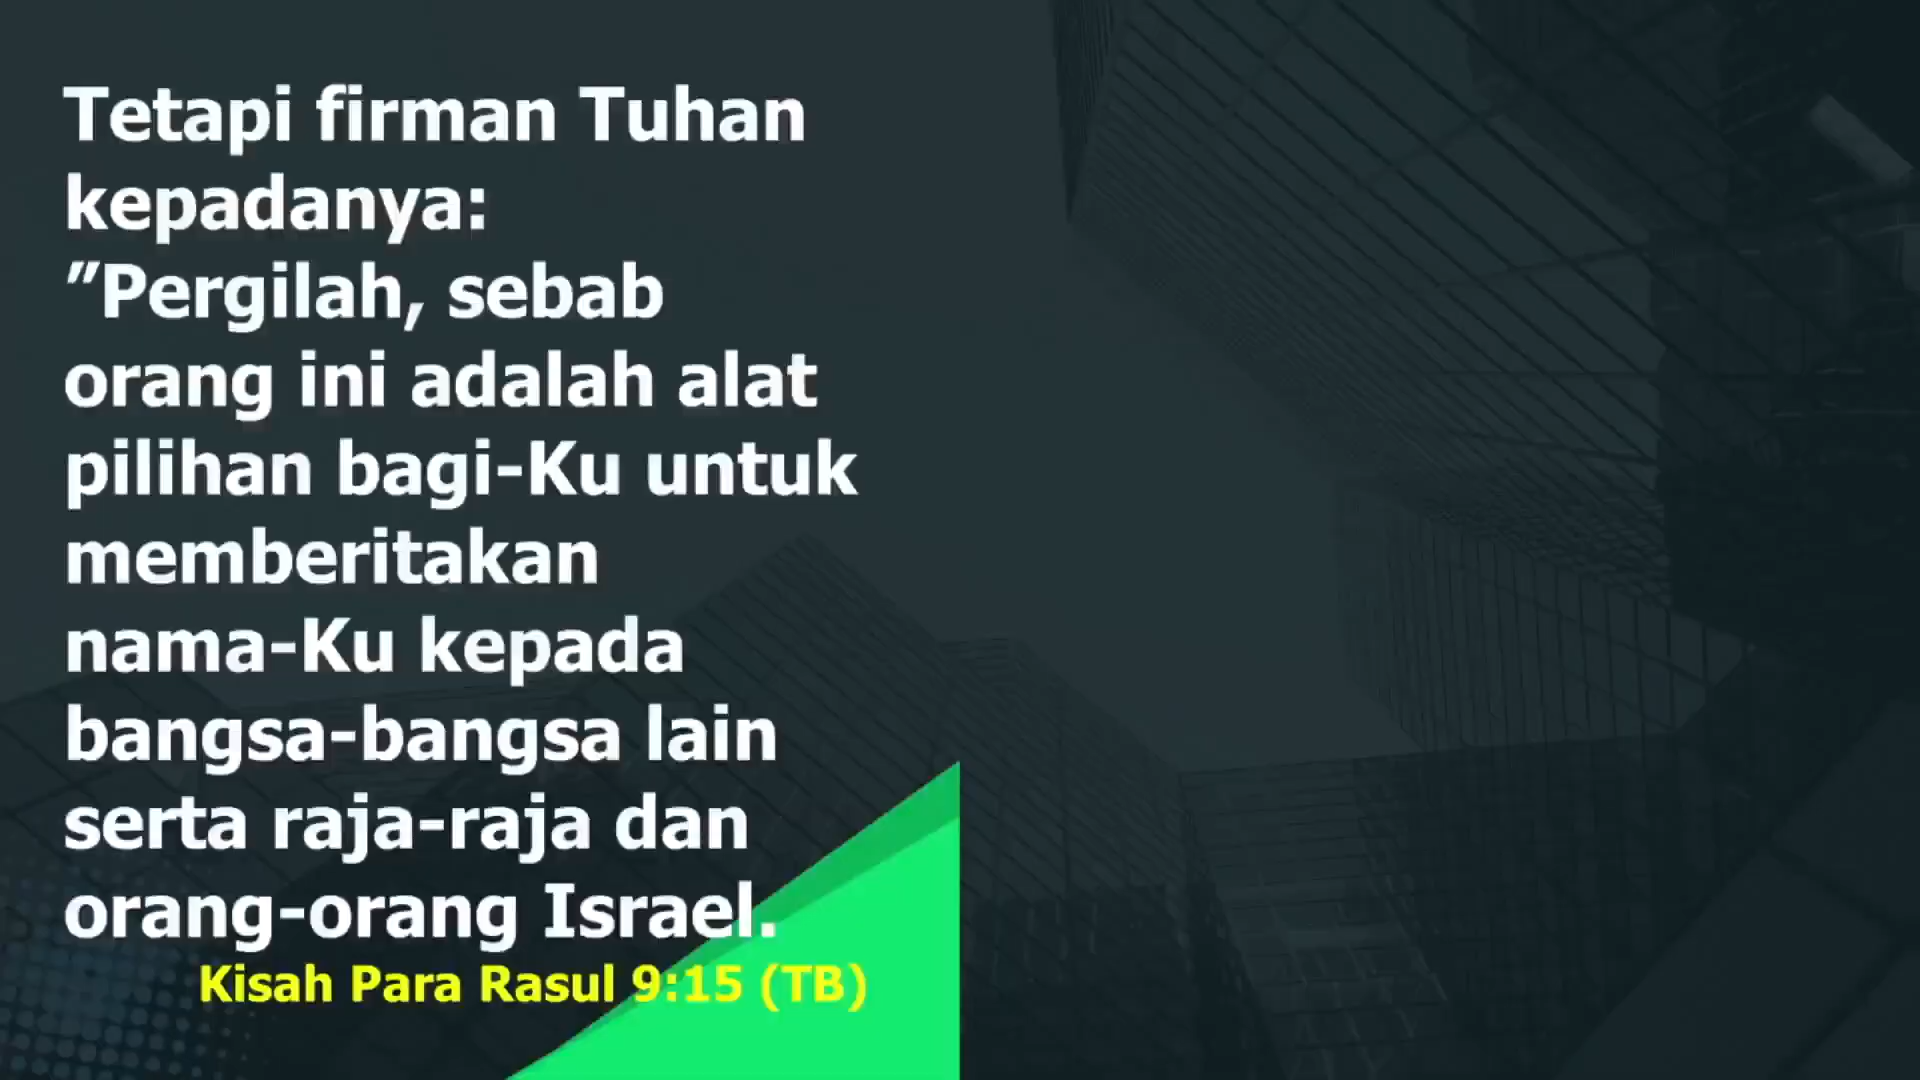 Tetapi firman Tuhan
kepadanya:
”Pergilah, sebab
orang ini adalah alat
pilihan bagi-Ku untuk
memberitakan
nama-Ku kepada
bangsa-bangsa lain
serta raja-raja dan
orang-orang Israel.
Kisah Para Rasul 9:15 (TB)